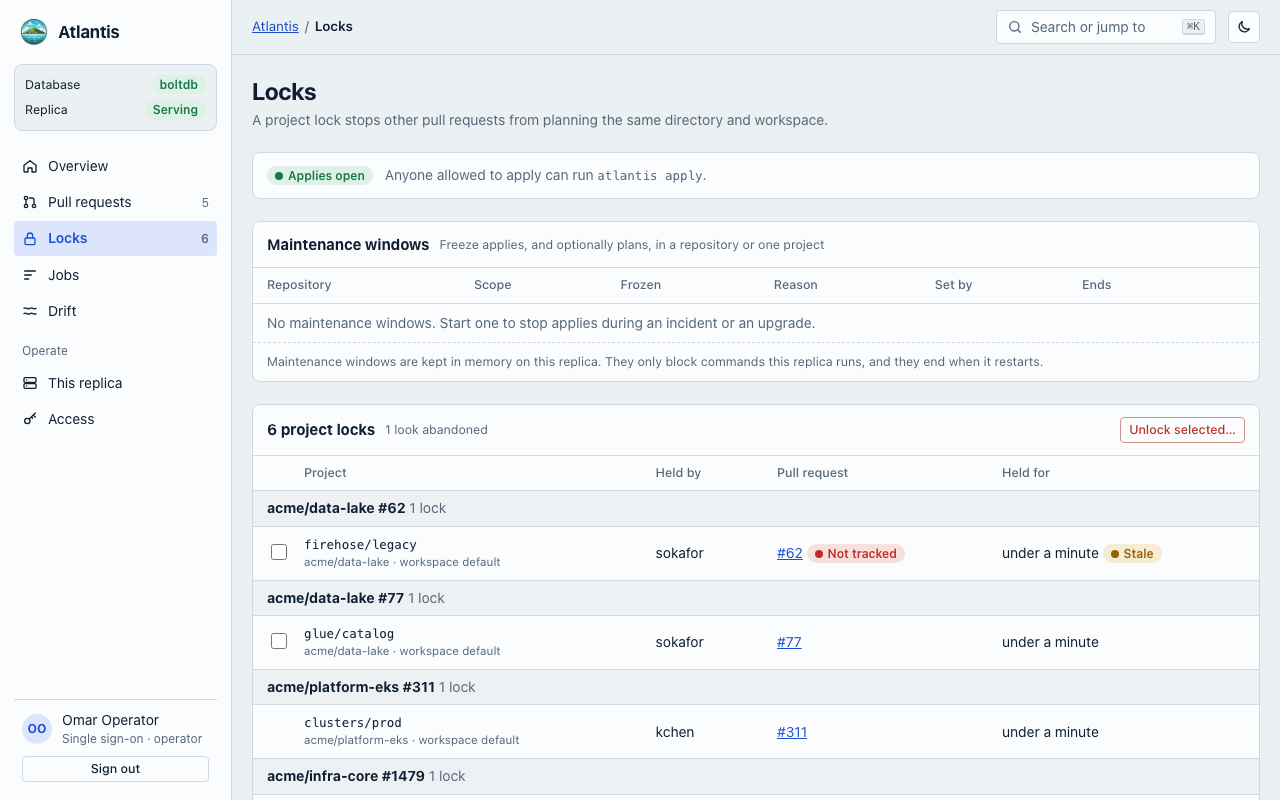 Atlantis
Database boltdb
Replica Serving
Overview
Pull requests 5
Locks 6
Jobs
Drift
Operate
This replica
Access
OO Omar Operator
Single sign-on · operator
Sign out
Atlantis / Locks
Search or jump to ⌘K
Locks
A project lock stops other pull requests from planning the same directory and workspace.
Applies open Anyone allowed to apply can run atlantis apply.
Maintenance windows Freeze applies, and optionally plans, in a repository or one project
Repository Scope Frozen Reason Set by Ends
No maintenance windows. Start one to stop applies during an incident or an upgrade.
Maintenance windows are kept in memory on this replica. They only block commands this replica runs, and they end when it restarts.
6 project locks 1 look abandoned Unlock selected...
Project Held by Pull request Held for
acme/data-lake #62 1 lock
firehose/legacy
acme/data-lake · workspace default
sokafor #62 Not tracked under a minute Stale
acme/data-lake #77 1 lock
glue/catalog
acme/data-lake · workspace default
sokafor #77 under a minute
acme/platform-eks #311 1 lock
clusters/prod
acme/platform-eks · workspace default
kchen #311 under a minute
acme/infra-core #1479 1 lock